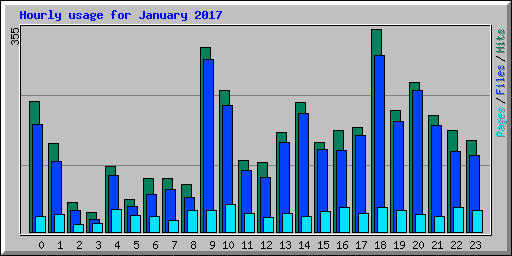 Hourly usage for January 2017
355
Pages/Files/Hits
0 1 2 3 4 5 6 7 8 9 10 11 12 13 14 15 16 17 18 19 20 21 22 23